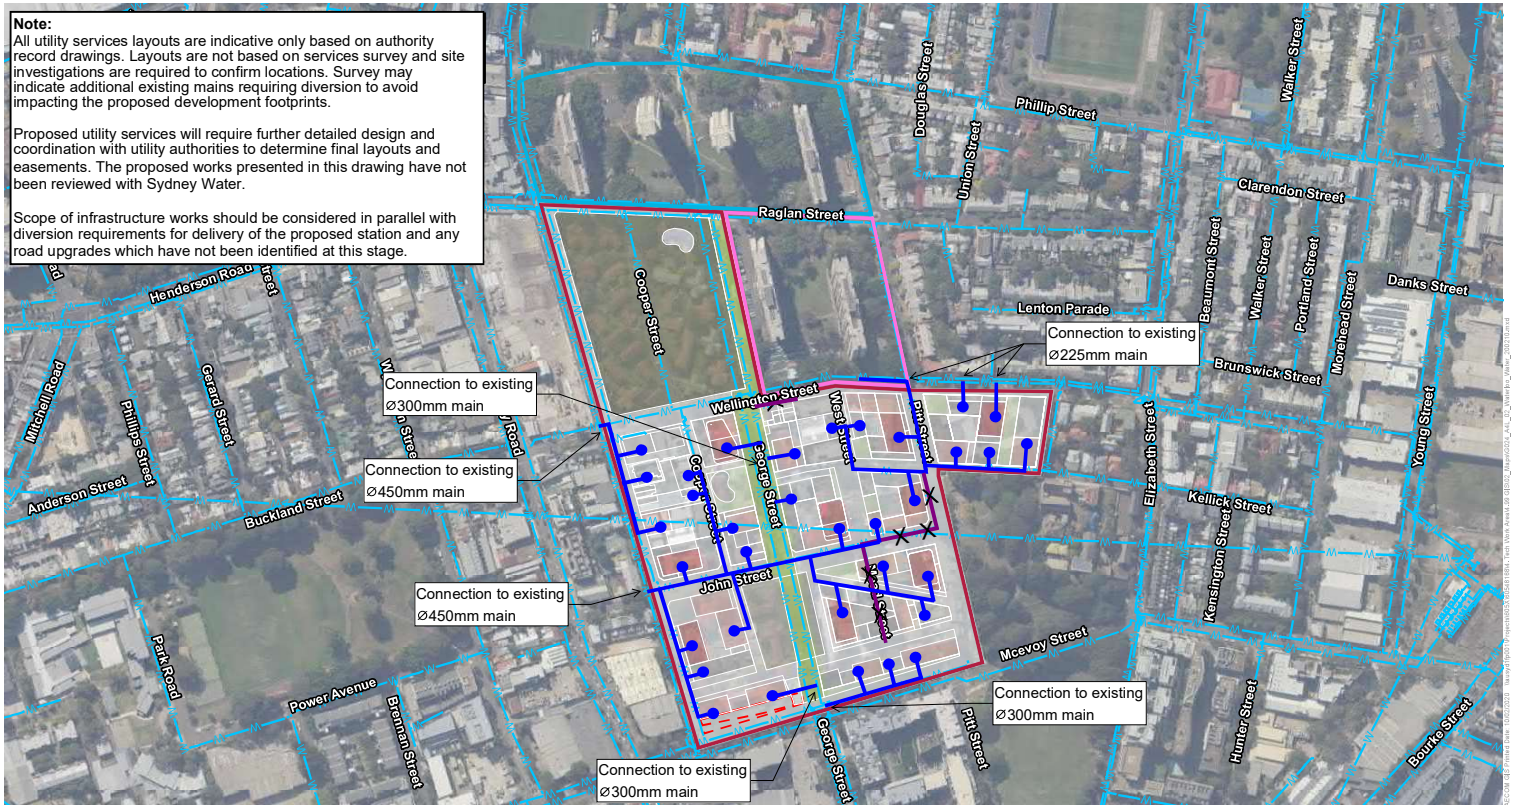 Note:
All utility services layouts are indicative only based on authority
record drawings. Layouts are not based on services survey and site
investigations are required to confirm locations. Survey may
indicate additional existing mains requiring diversion to avoid
impacting the proposed development footprints.
Proposed utility services will require further detailed design and
coordination with utility authorities to determine final layouts and
easements. The proposed works presented in this drawing have not
been reviewed with Sydney Water.
Scope of infrastructure works should be considered in parallel with
diversion requirements for delivery of the proposed station and any
road upgrades which have not been identified at this stage.
Douglas Street
Walker Street
Phillip Street
Union Street
Clarendon Street
Raglan Street
Beaumont Street
Walker Street
Portland Street
Morehead Street
Danks Street
Henderson Road
Cooper Street
Lenton Parade
Connection to existing
Ø225mm main
Brunswick Street
Mitchell Road
Phillips Street
Gerard Street
Connection to existing
Ø300mm main
Wellington Street
West Street
Pitt Street
Elizabeth Street
Young Street
Connection to existing
Ø450mm main
Cooper Street
George Street
Anderson Street
Buckland Street
Kellick Street
Kensington Street
John Street
Connection to existing
Ø450mm main
Mcevoy Street
Park Road
Power Avenue
Brennan Street
Connection to existing
Ø300mm main
Pitt Street
Hunter Street
Bourke Street
George Street
Connection to existing
Ø300mm main